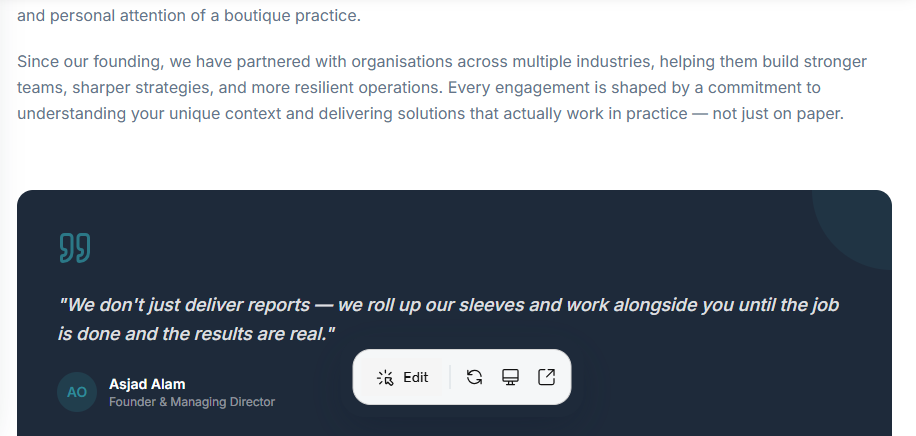 and personal attention of a boutique practice.
Since our founding, we have partnered with organisations across multiple industries, helping them build stronger
teams, sharper strategies, and more resilient operations. Every engagement is shaped by a commitment to
understanding your unique context and delivering solutions that actually work in practice — not just on paper.
"We don't just deliver reports — we roll up our sleeves and work alongside you until the job
is done and the results are real."
Edit
AO
Asjad Alam
Founder & Managing Director